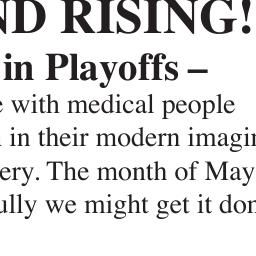 ND RISING!
in Playoffs –
with medical people
in their modern imagin
ery. The month of May
ully we might get it don